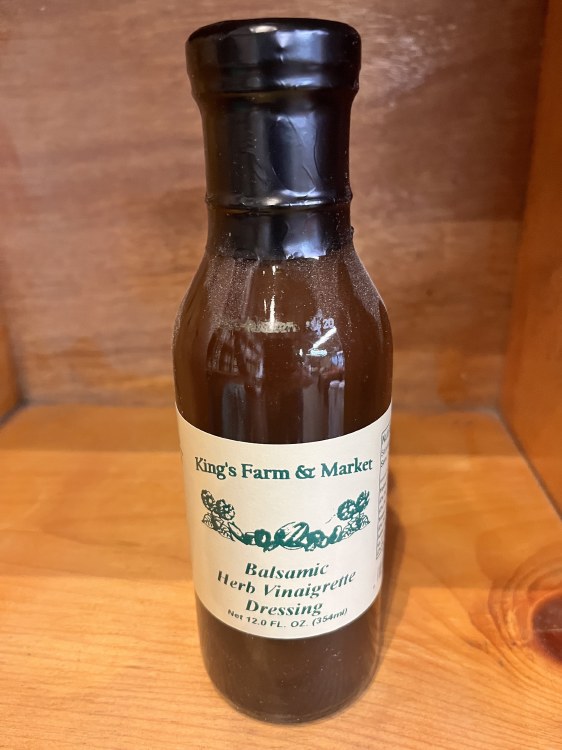 King's Farm & Market
Balsamic
Herb Vinaigrette
Dressing
Net 12.0 FL. OZ. (354ml)